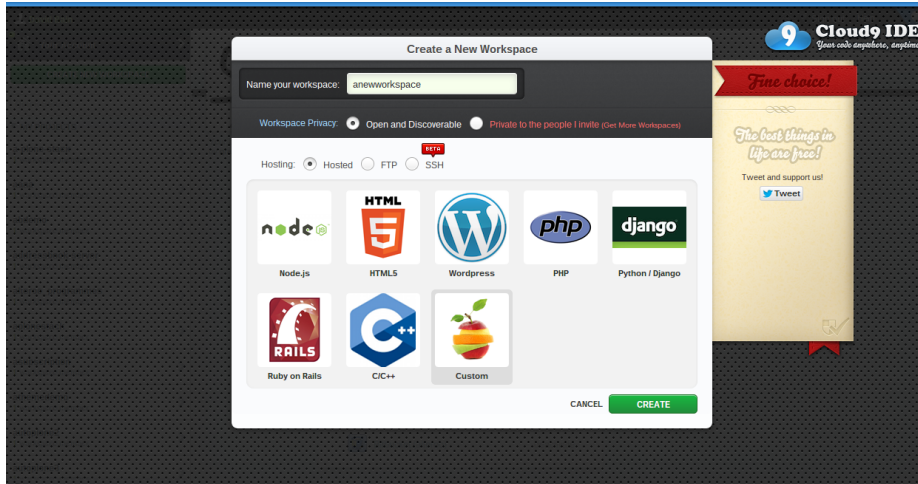 Cloud9 IDE
Your code anywhere, anytime
Create a New Workspace
Name your workspace: anewworkspace
Workspace Privacy: Open and Discoverable Private to the people I invite (Get More Workspaces)
BETA
Hosting: Hosted FTP SSH
node JS
HTML
5
W
php
django
Node.js HTML5 Wordpress PHP Python / Django
RAILS
C++
Ruby on Rails C/C++ Custom
CANCEL CREATE
Fine choice!
The best things in
life are free!
Tweet and support us!
Tweet